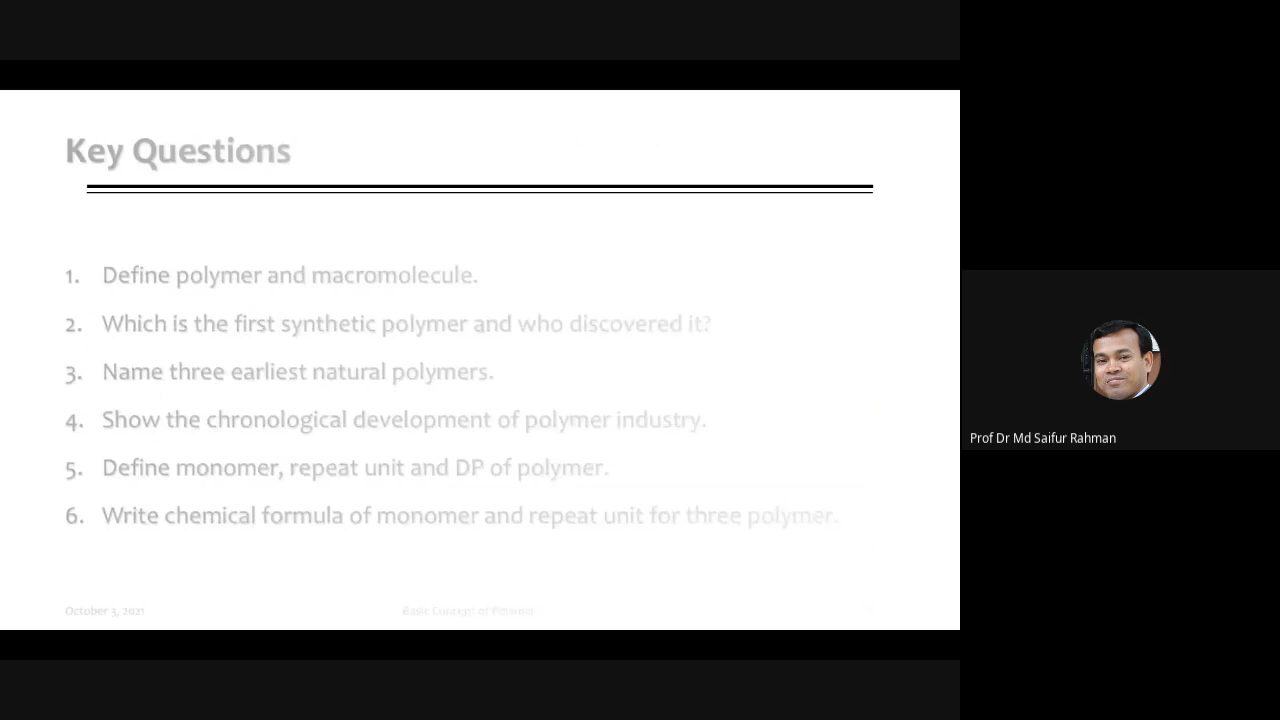 Key Questions
1. Define polymer and macromolecule.
2. Which is the first synthetic polymer and who discovered it?
3. Name three earliest natural polymers.
4. Show the chronological development of polymer industry.
5. Define monomer, repeat unit and DP of polymer.
6. Write chemical formula of monomer and repeat unit for three polymer.
October 3, 2021
Basic Concept of
Prof Dr Md Saifur Rahman